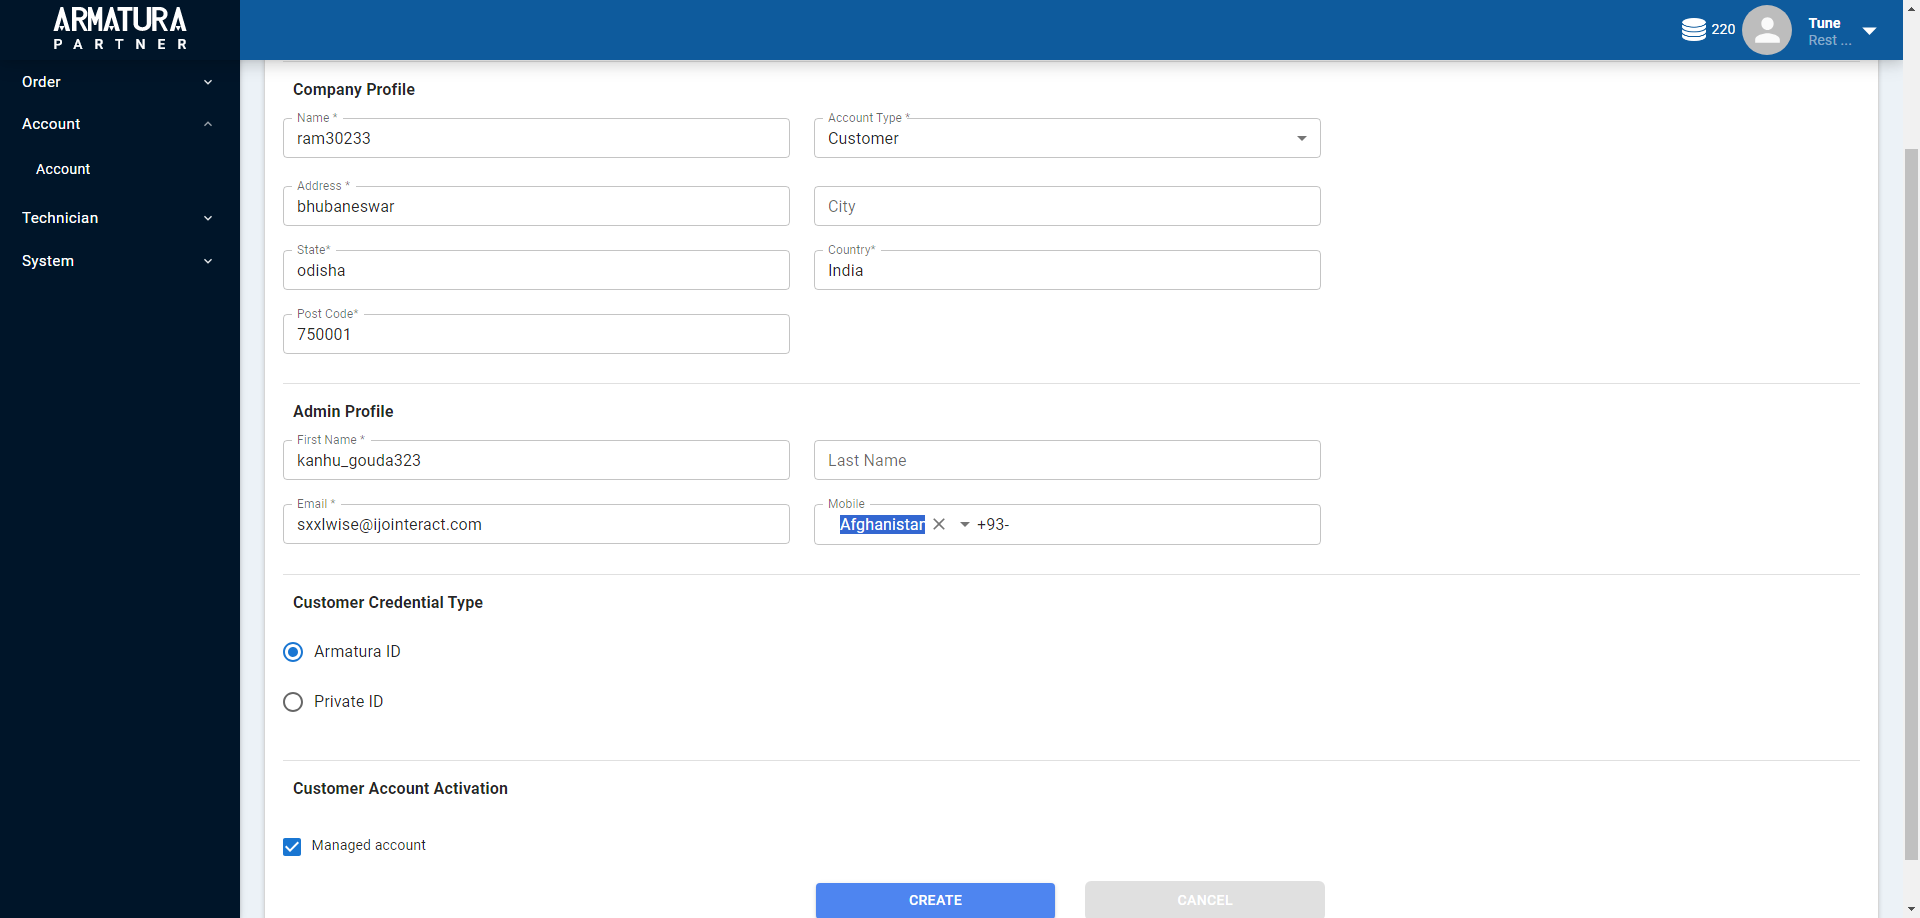 ARMATURA
PARTNER
220
Tune
Rest ...
Order
Account
Account
Technician
System
Company Profile
Name *
ram30233
Account Type *
Customer
Address *
bhubaneswar
City
State*
odisha
Country*
India
Post Code*
750001
Admin Profile
First Name *
kanhu_gouda323
Last Name
Email *
sxxlwise@ijointeract.com
Mobile
Afghanistan +93-
Customer Credential Type
Armatura ID
Private ID
Customer Account Activation
Managed account
CREATE
CANCEL